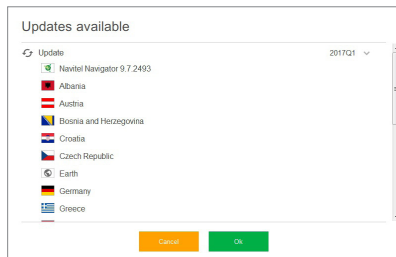 Updates available
Update 2017Q1
Navitel Navigator 9.7.2493
Albania
Austria
Bosnia and Herzegovina
Croatia
Czech Republic
Earth
Germany
Greece
Cancel Ok